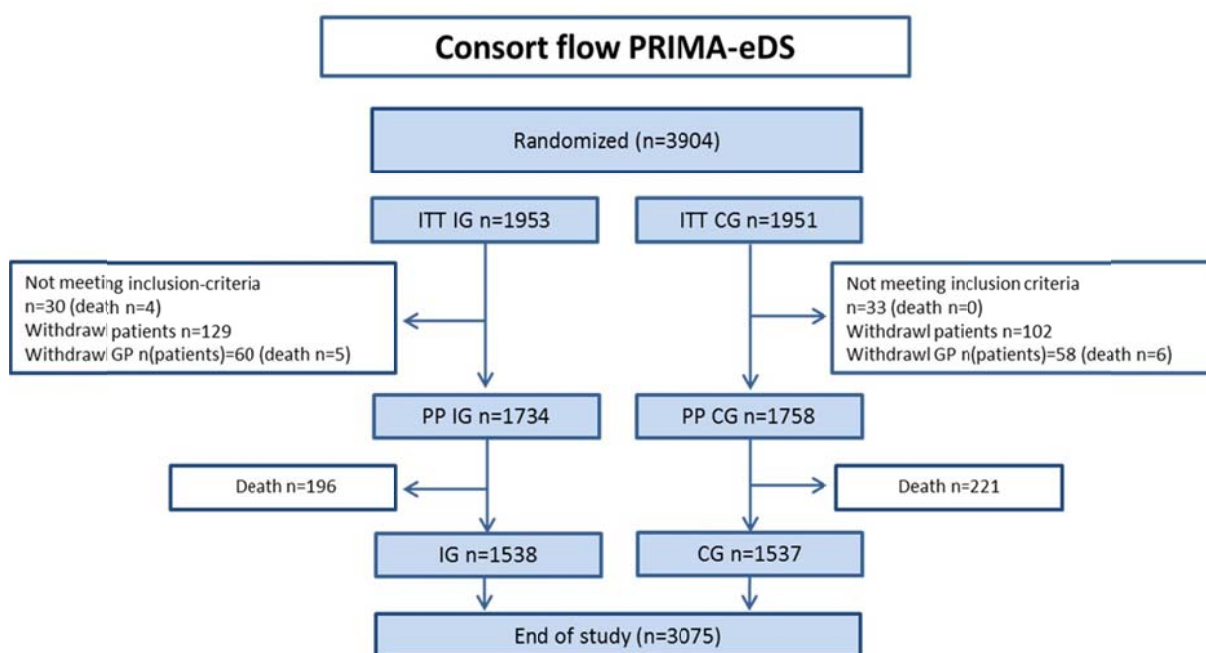 Consort flow PRIMA-eDS
Randomized (n=3904)
ITT IG n=1953
ITT CG n=1951
Not meeting inclusion-criteria
n=30 (death n=4)
Withdrawl patients n=129
Withdrawl GP n(patients)=60 (death n=5)
Not meeting inclusion criteria
n=33 (death n=0)
Withdrawl patients n=102
Withdrawl GP n(patients)=58 (death n=6)
PP IG n=1734
PP CG n=1758
Death n=196
Death n=221
IG n=1538
CG n=1537
End of study (n=3075)